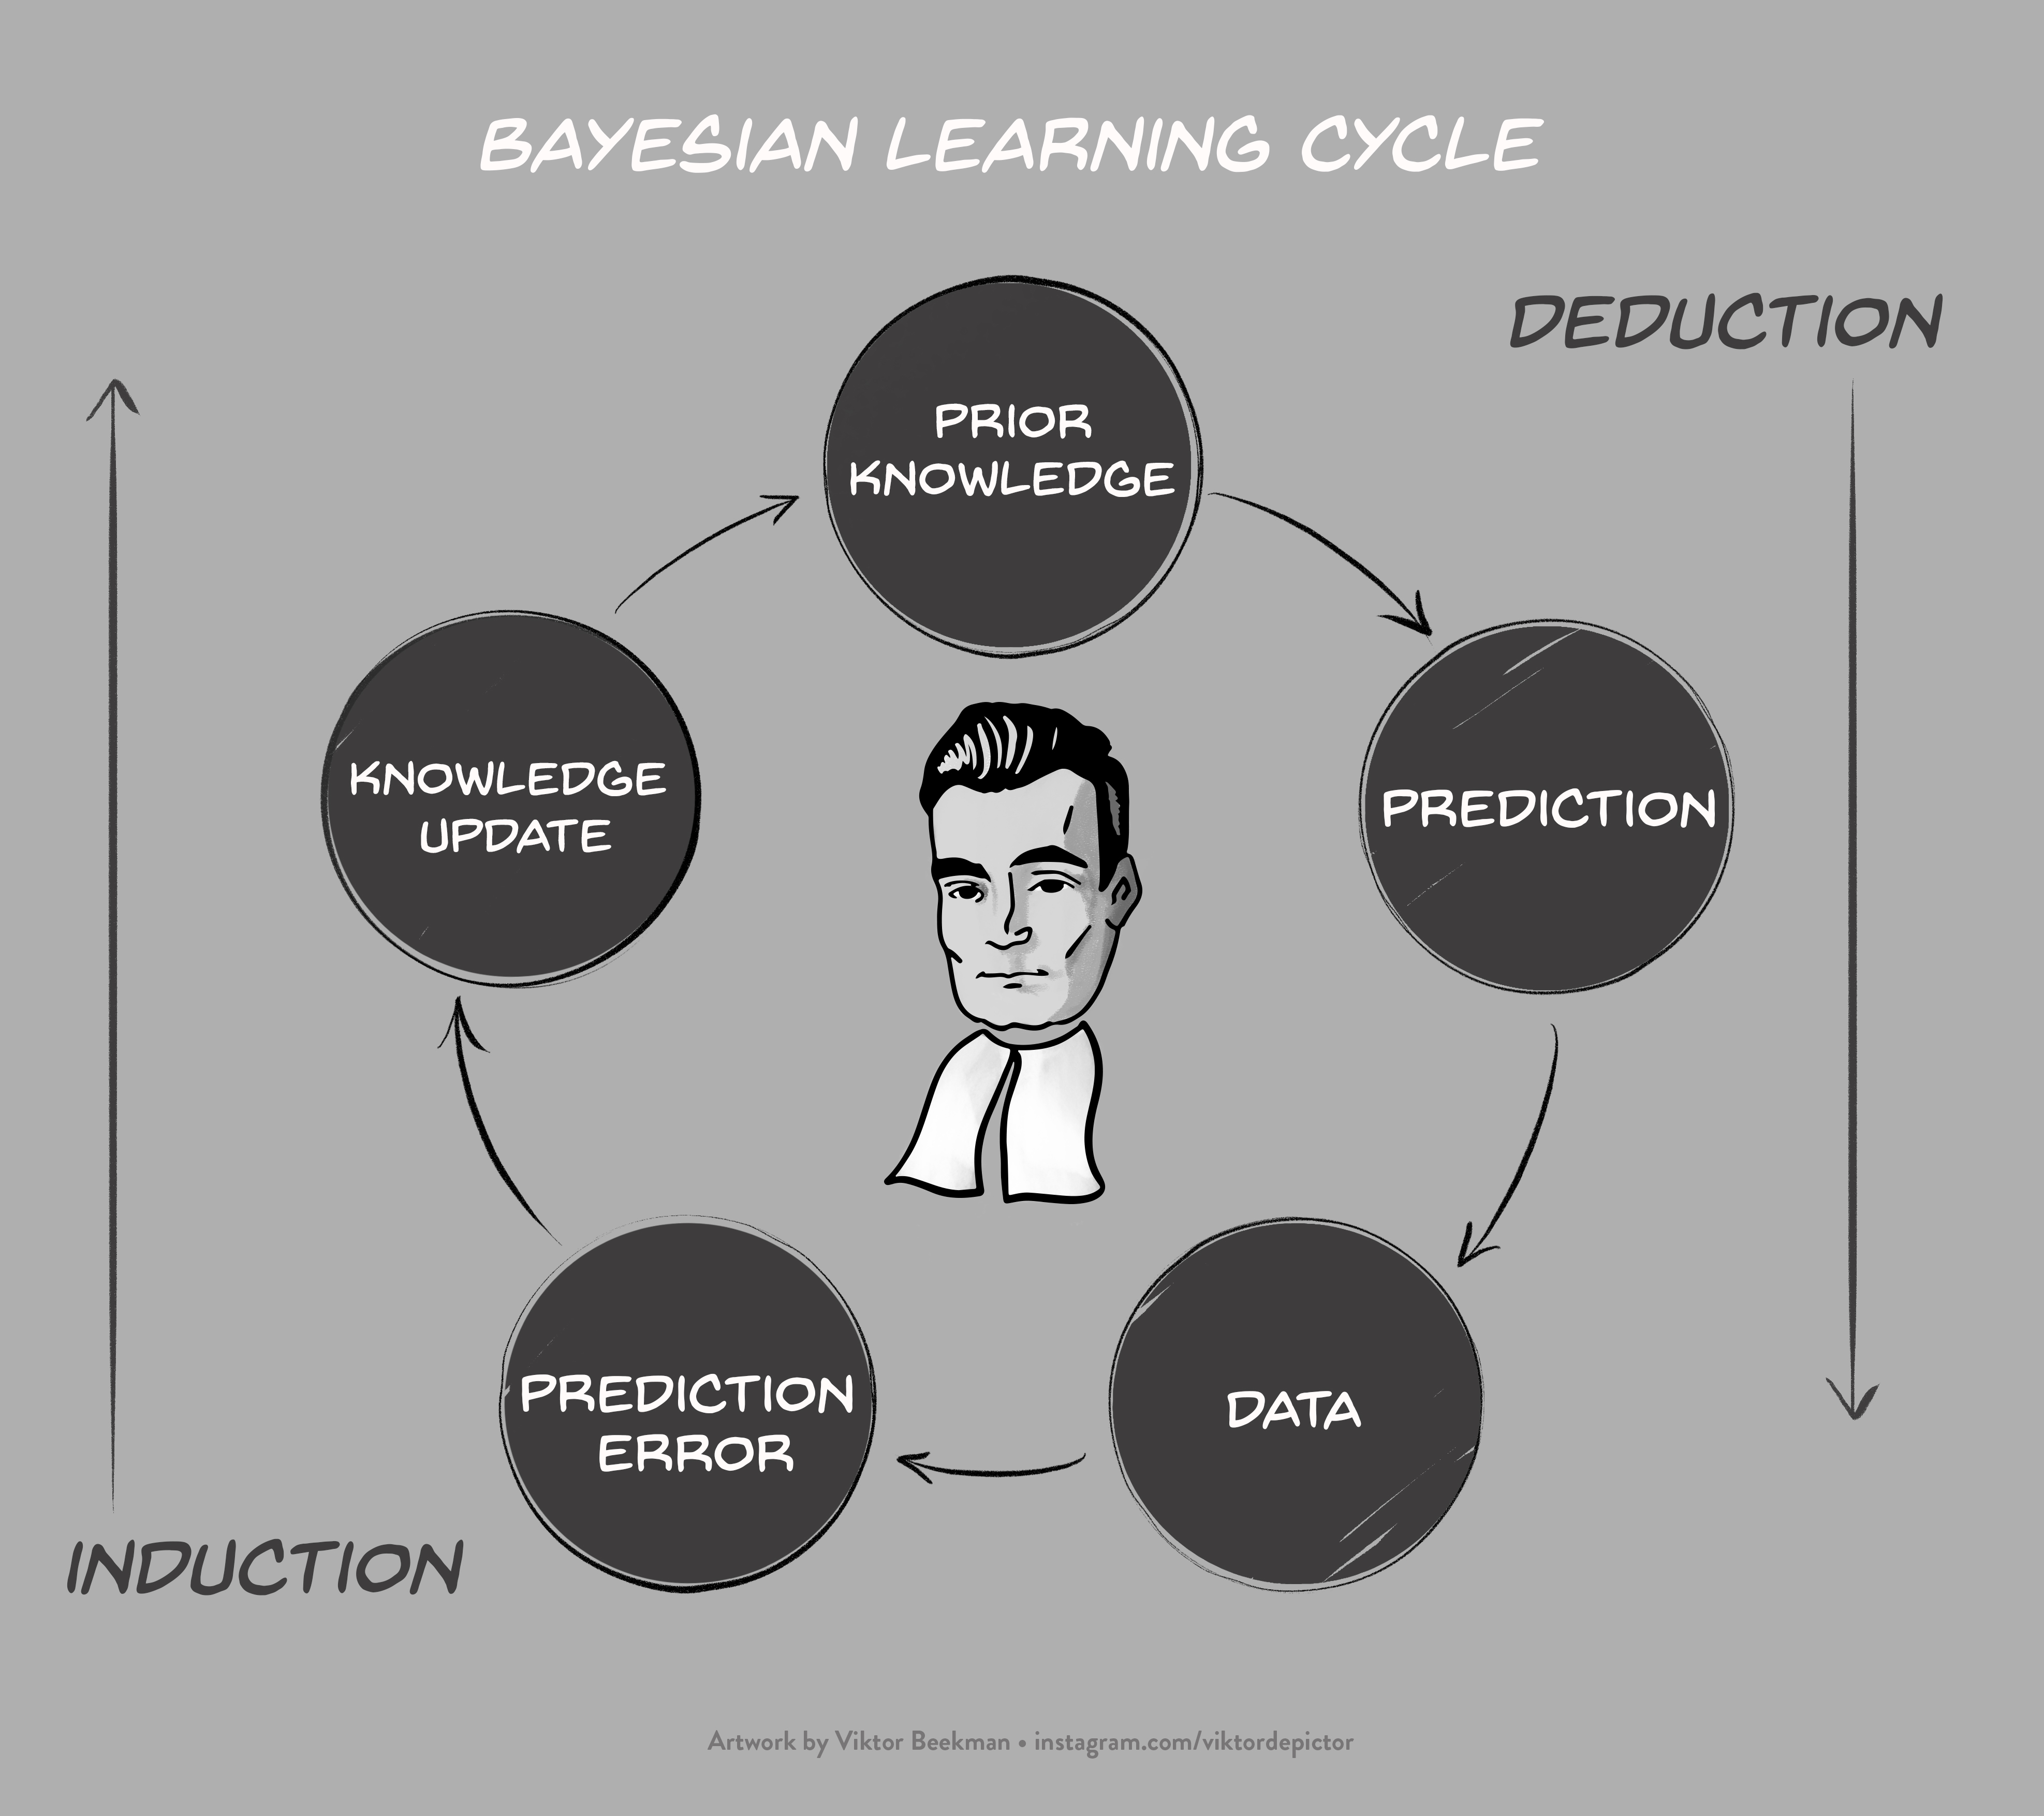 BAYESIAN LEARNING CYCLE
DEDUCTION
PRIOR
KNOWLEDGE
PREDICTION
DATA
PREDICTION
ERROR
KNOWLEDGE
UPDATE
INDUCTION
Artwork by Viktor Beekman • instagram.com/viktordepictor